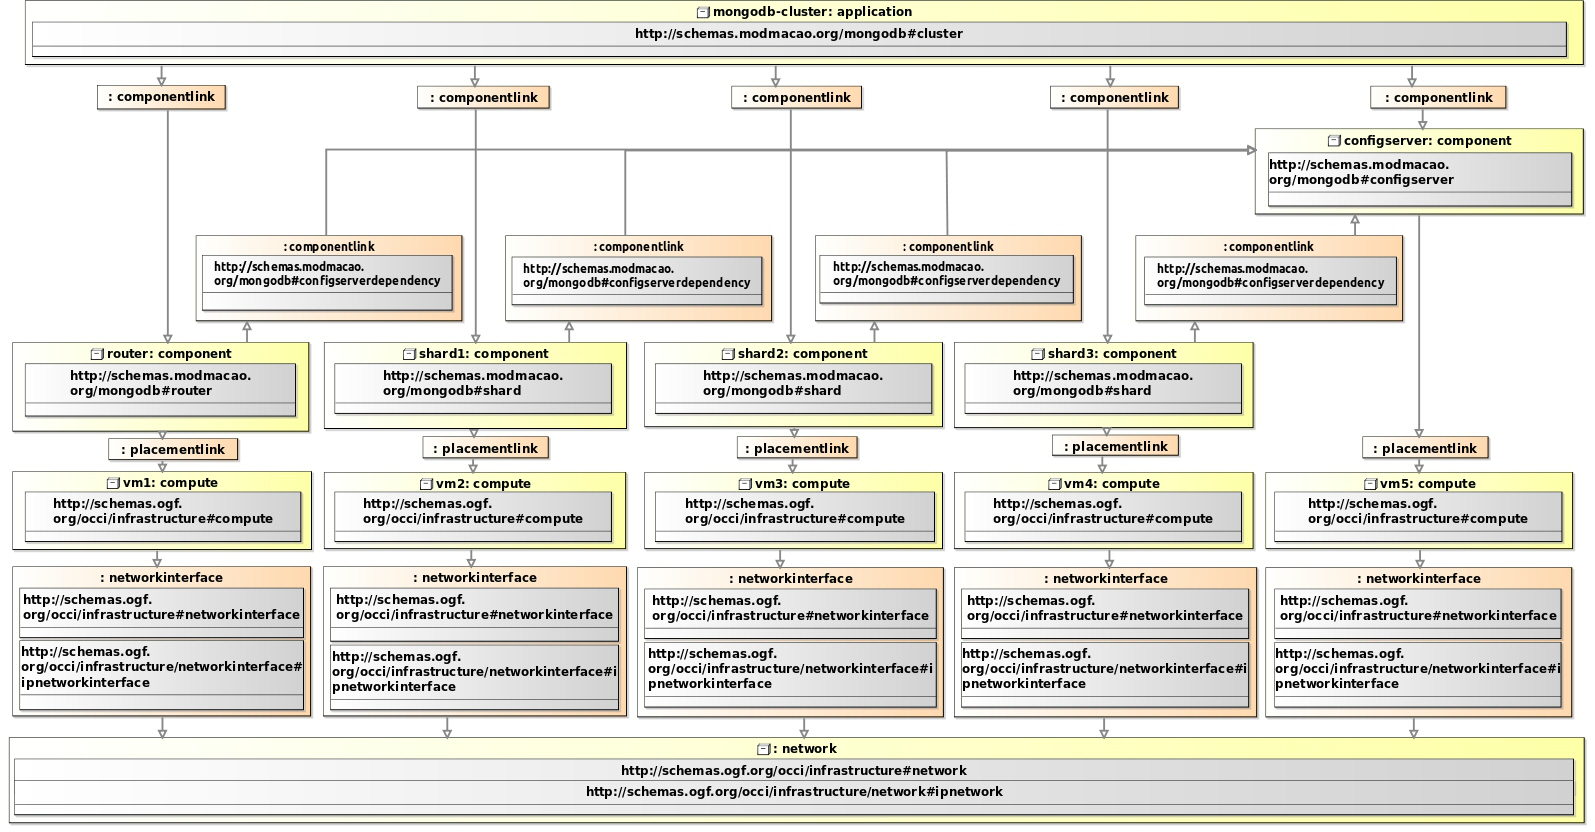 mongodb-cluster: application
http://schemas.modmacao.org/mongodb#cluster
: componentlink
: componentlink
: componentlink
: componentlink
: componentlink
configserver: component
http://schemas.modmacao.
org/mongodb#configserver
:componentlink
http://schemas.modmacao.
org/mongodb#configserverdependency
:componentlink
http://schemas.modmacao.
org/mongodb#configserverdependency
:componentlink
http://schemas.modmacao.
org/mongodb#configserverdependency
:componentlink
http://schemas.modmacao.
org/mongodb#configserverdependency
router: component
http://schemas.modmacao.
org/mongodb#router
shard1: component
http://schemas.modmacao.
org/mongodb#shard
shard2: component
http://schemas.modmacao.
org/mongodb#shard
shard3: component
http://schemas.modmacao.
org/mongodb#shard
: placementlink
: placementlink
: placementlink
: placementlink
: placementlink
vm1: compute
http://schemas.ogf.
org/occi/infrastructure#compute
vm2: compute
http://schemas.ogf.
org/occi/infrastructure#compute
vm3: compute
http://schemas.ogf.
org/occi/infrastructure#compute
vm4: compute
http://schemas.ogf.
org/occi/infrastructure#compute
vm5: compute
http://schemas.ogf.
org/occi/infrastructure#compute
: networkinterface
http://schemas.ogf.
org/occi/infrastructure#networkinterface
http://schemas.ogf.
org/occi/infrastructure/networkinterface#
ipnetworkinterface
: networkinterface
http://schemas.ogf.
org/occi/infrastructure#networkinterface
http://schemas.ogf.
org/occi/infrastructure/networkinterface#i
pnetworkinterface
: networkinterface
http://schemas.ogf.
org/occi/infrastructure#networkinterface
http://schemas.ogf.
org/occi/infrastructure/networkinterface#i
pnetworkinterface
: networkinterface
http://schemas.ogf.
org/occi/infrastructure#networkinterface
http://schemas.ogf.
org/occi/infrastructure/networkinterface#i
pnetworkinterface
: networkinterface
http://schemas.ogf.
org/occi/infrastructure#networkinterface
http://schemas.ogf.
org/occi/infrastructure/networkinterface#i
pnetworkinterface
: network
http://schemas.ogf.org/occi/infrastructure#network
http://schemas.ogf.org/occi/infrastructure/network#ipnetwork